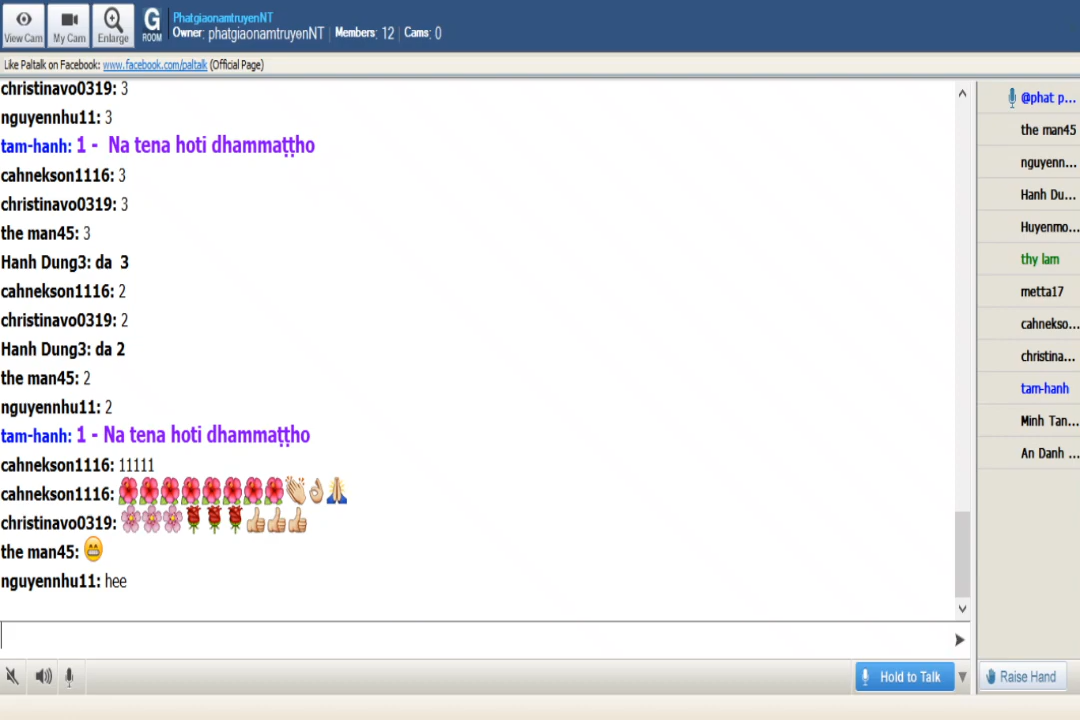 PhatgiaonamtruyenNT
Owner: phatgiaonamtruyenNT | Members: 12 | Cams: 0
View Cam My Cam Enlarge G ROOM
Like Paltalk on Facebook: www.facebook.com/paltalk (Official Page)
christinavo0319: 3
nguyennhu11: 3
tam-hanh: 1 - Na tena hoti dhammaṭṭho
cahnekson1116: 3
christinavo0319: 3
the man45: 3
Hanh Dung3: da 3
cahnekson1116: 2
christinavo0319: 2
Hanh Dung3: da 2
the man45: 2
nguyennhu11: 2
tam-hanh: 1 - Na tena hoti dhammaṭṭho
cahnekson1116: 11111
cahnekson1116: 🌺🌺🌺🌺🌺🌺🌺🌺👏👌🙏
christinavo0319: 🌸🌸🌸🌹🌹🌹👍👍👍
the man45: 😁
nguyennhu11: hee
@phat p...
the man45
nguyenn...
Hanh Du...
Huyenmo...
thy lam
metta17
cahnekso...
christina...
tam-hanh
Minh Tan...
An Danh ...
Hold to Talk
Raise Hand